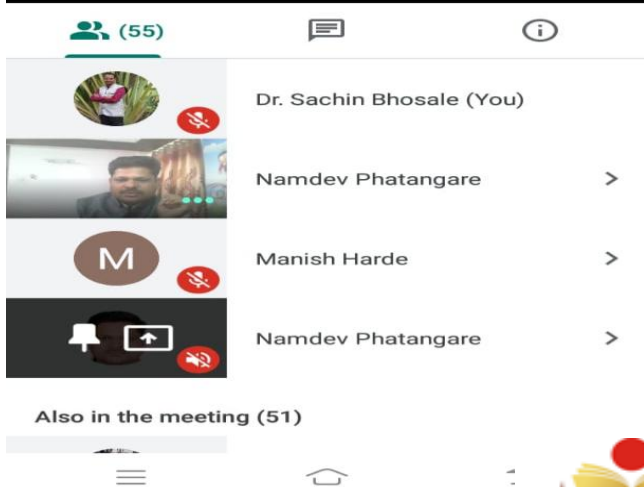 (55)
Dr. Sachin Bhosale (You)
Namdev Phatangare
M
Manish Harde
Namdev Phatangare
Also in the meeting (51)